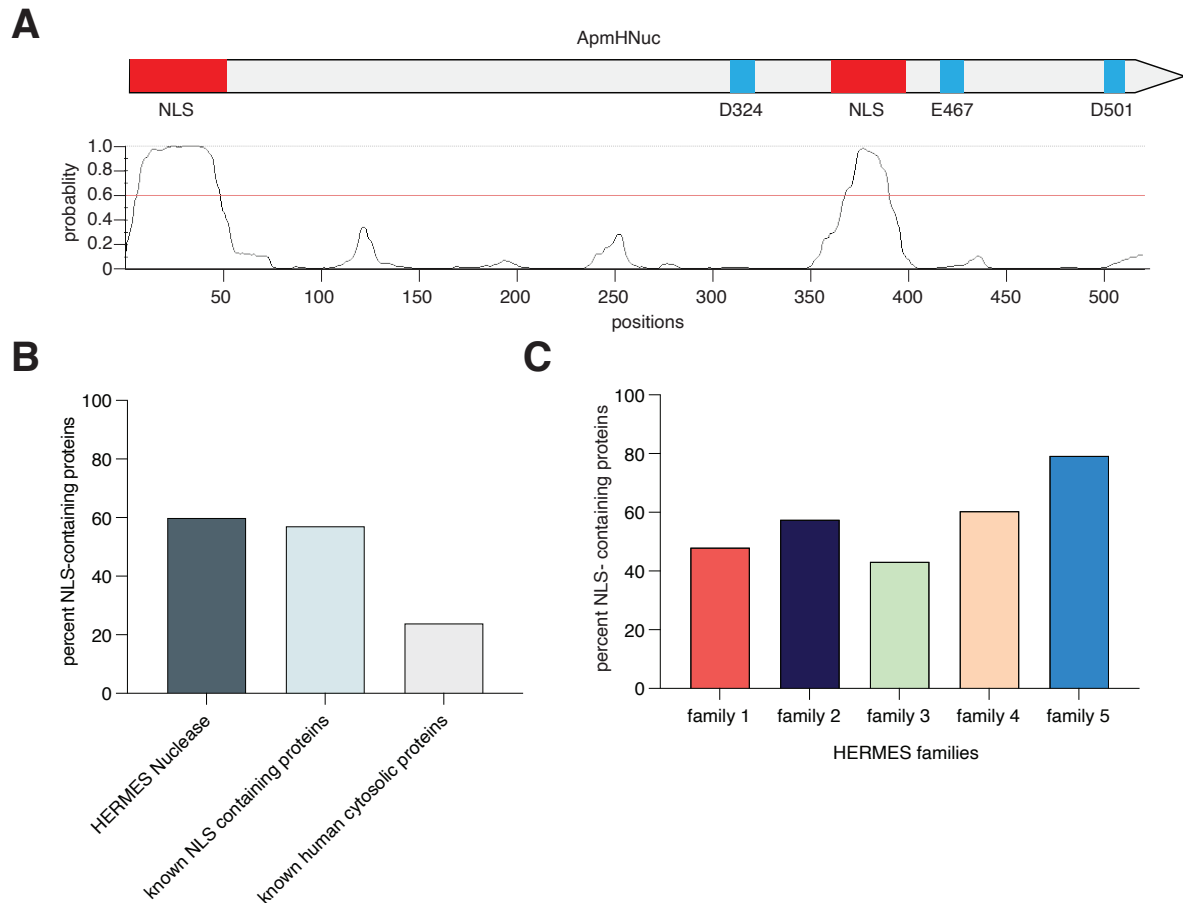 A
ApmHNuc
NLS
D324
NLS
E467
D501
probablity
1.0
0.8
0.6
0.4
0.2
0
50
100
150
200
250
300
350
400
450
500
positions
B
percent NLS-containing proteins
100
80
60
40
20
0
HERMES Nuclease
known NLS containing proteins
known human cytosolic proteins
C
percent NLS- containing proteins
100
80
60
40
20
0
family 1
family 2
family 3
family 4
family 5
HERMES families